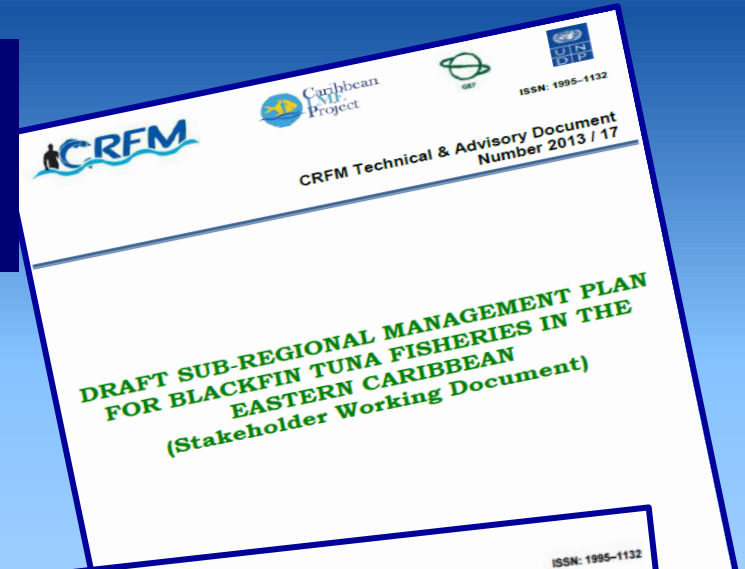 CRFM
Caribbean
LME
Project
GEF
U N
D P
ISSN: 1995–1132
CRFM Technical & Advisory Document
Number 2013 / 17
DRAFT SUB-REGIONAL MANAGEMENT PLAN
FOR BLACKFIN TUNA FISHERIES IN THE
EASTERN CARIBBEAN
(Stakeholder Working Document)
ISSN: 1995–1132